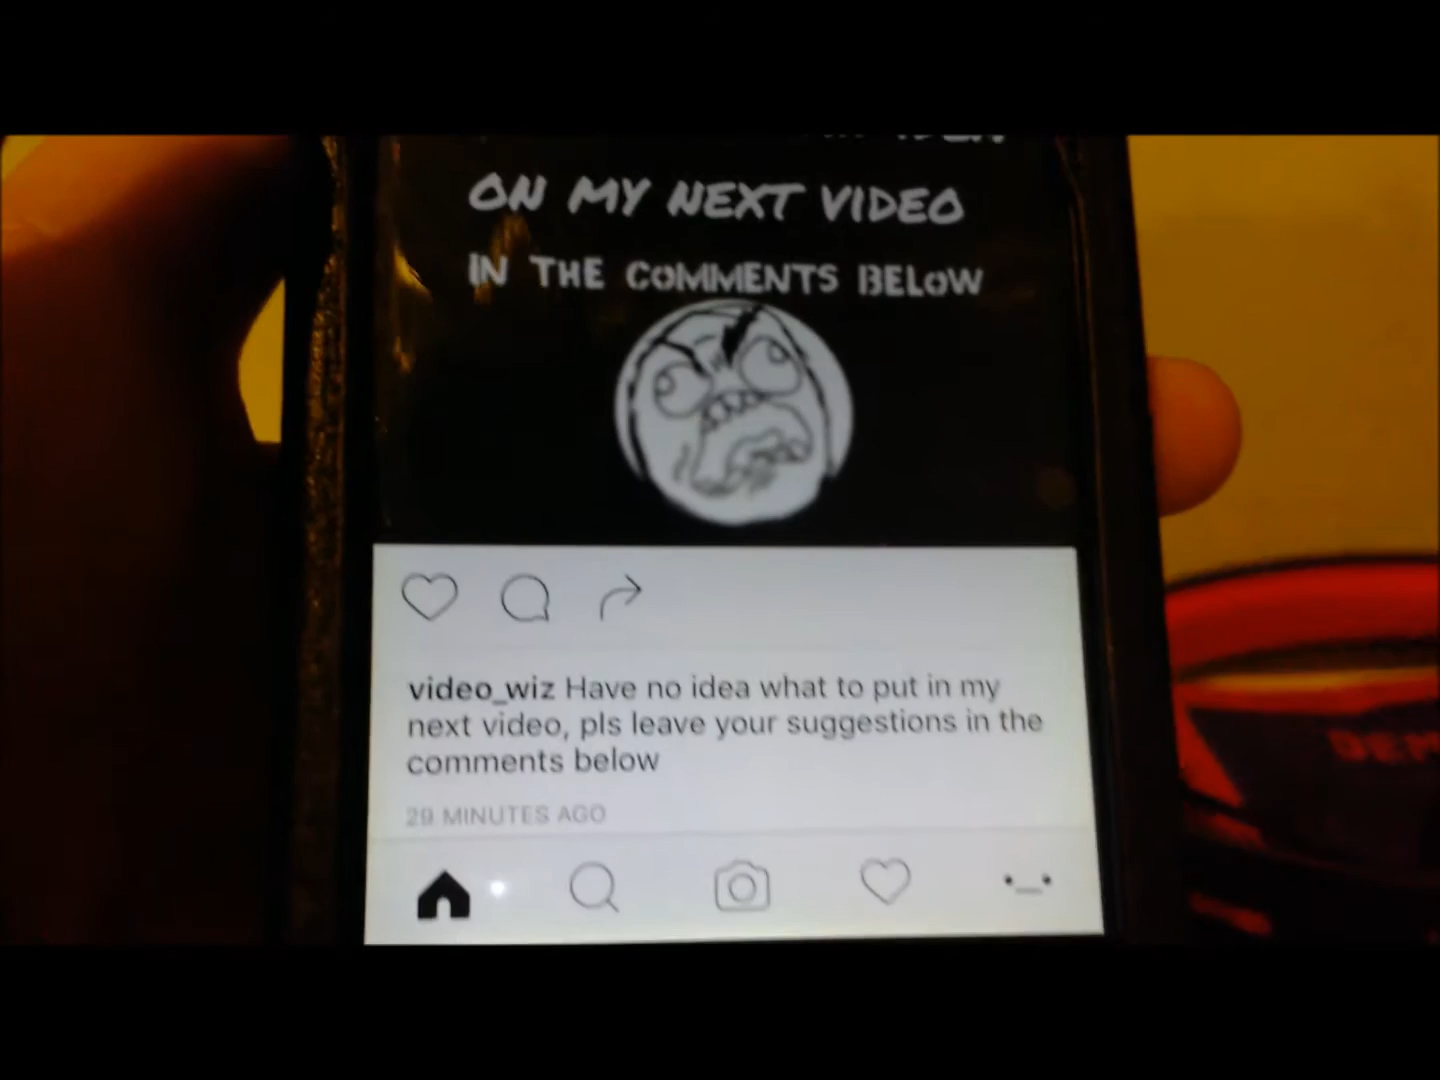 ON MY NEXT VIDEO
IN THE COMMENTS BELOW
video_wiz Have no idea what to put in my
next video, pls leave your suggestions in the
comments below
29 MINUTES AGO